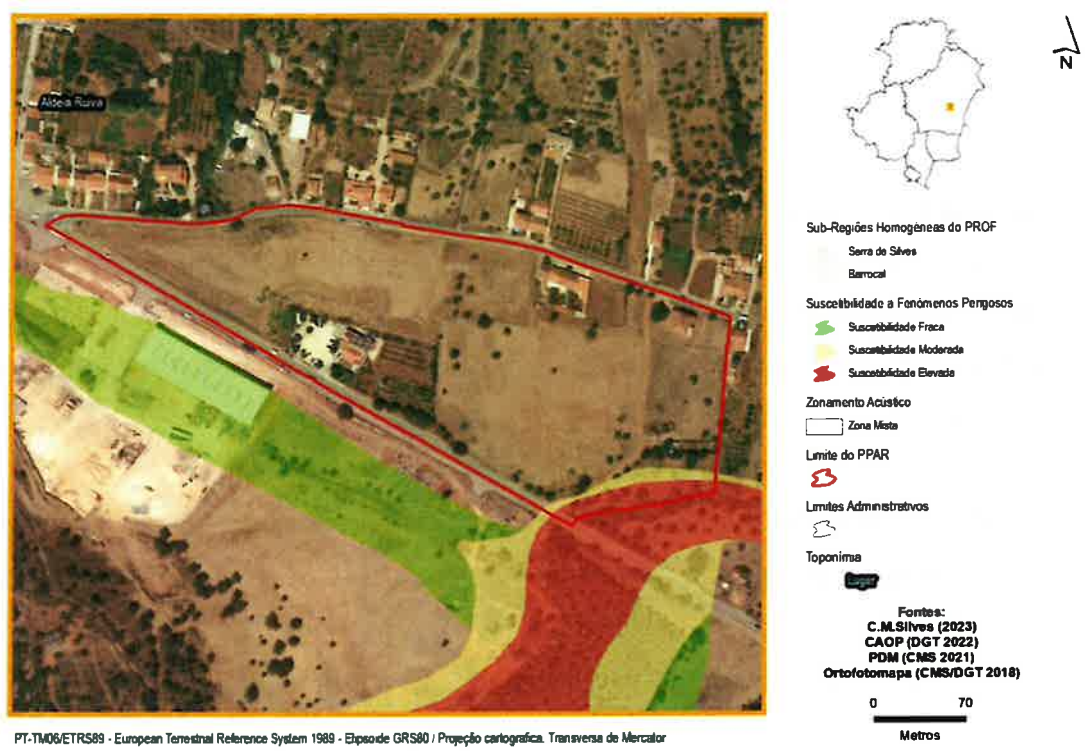 Aldeia Ruiva
N
Sub-Regiões Homogéneas do PROF
Serra de Silves
Barrocal
Suscetibilidade a Fenómenos Perigosos
Suscetibilidade Fraca
Suscetibilidade Moderada
Suscetibilidade Elevada
Zonamento Acústico
Zona Mista
Limite do PPAR
Limites Administrativos
Toponímia
Lugar
Fontes:
C.M.Silves (2023)
CAOP (DGT 2022)
PDM (CMS 2021)
Ortofotomapa (CMS/DGT 2018)
0 70
Metros
PT-TM06/ETRS89 - European Terrestrial Reference System 1989 - Elipsoide GRS80 / Projeção cartografica. Transversa de Mercator